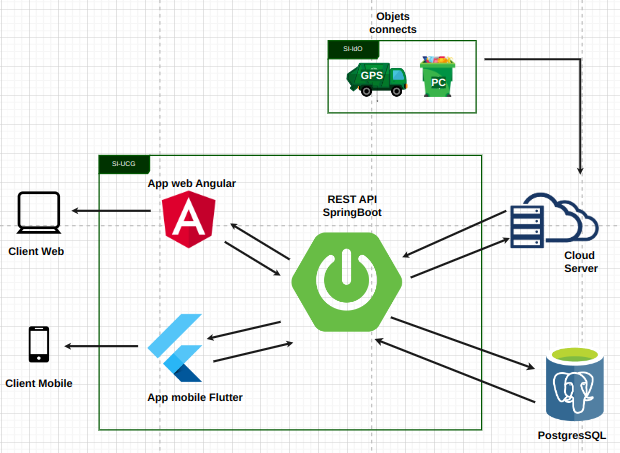 Objets
connects
SI-IdO
GPS
PC
SI-UCG
App web Angular
REST API
SpringBoot
Client Web
Cloud
Server
Client Mobile
App mobile Flutter
PostgresSQL